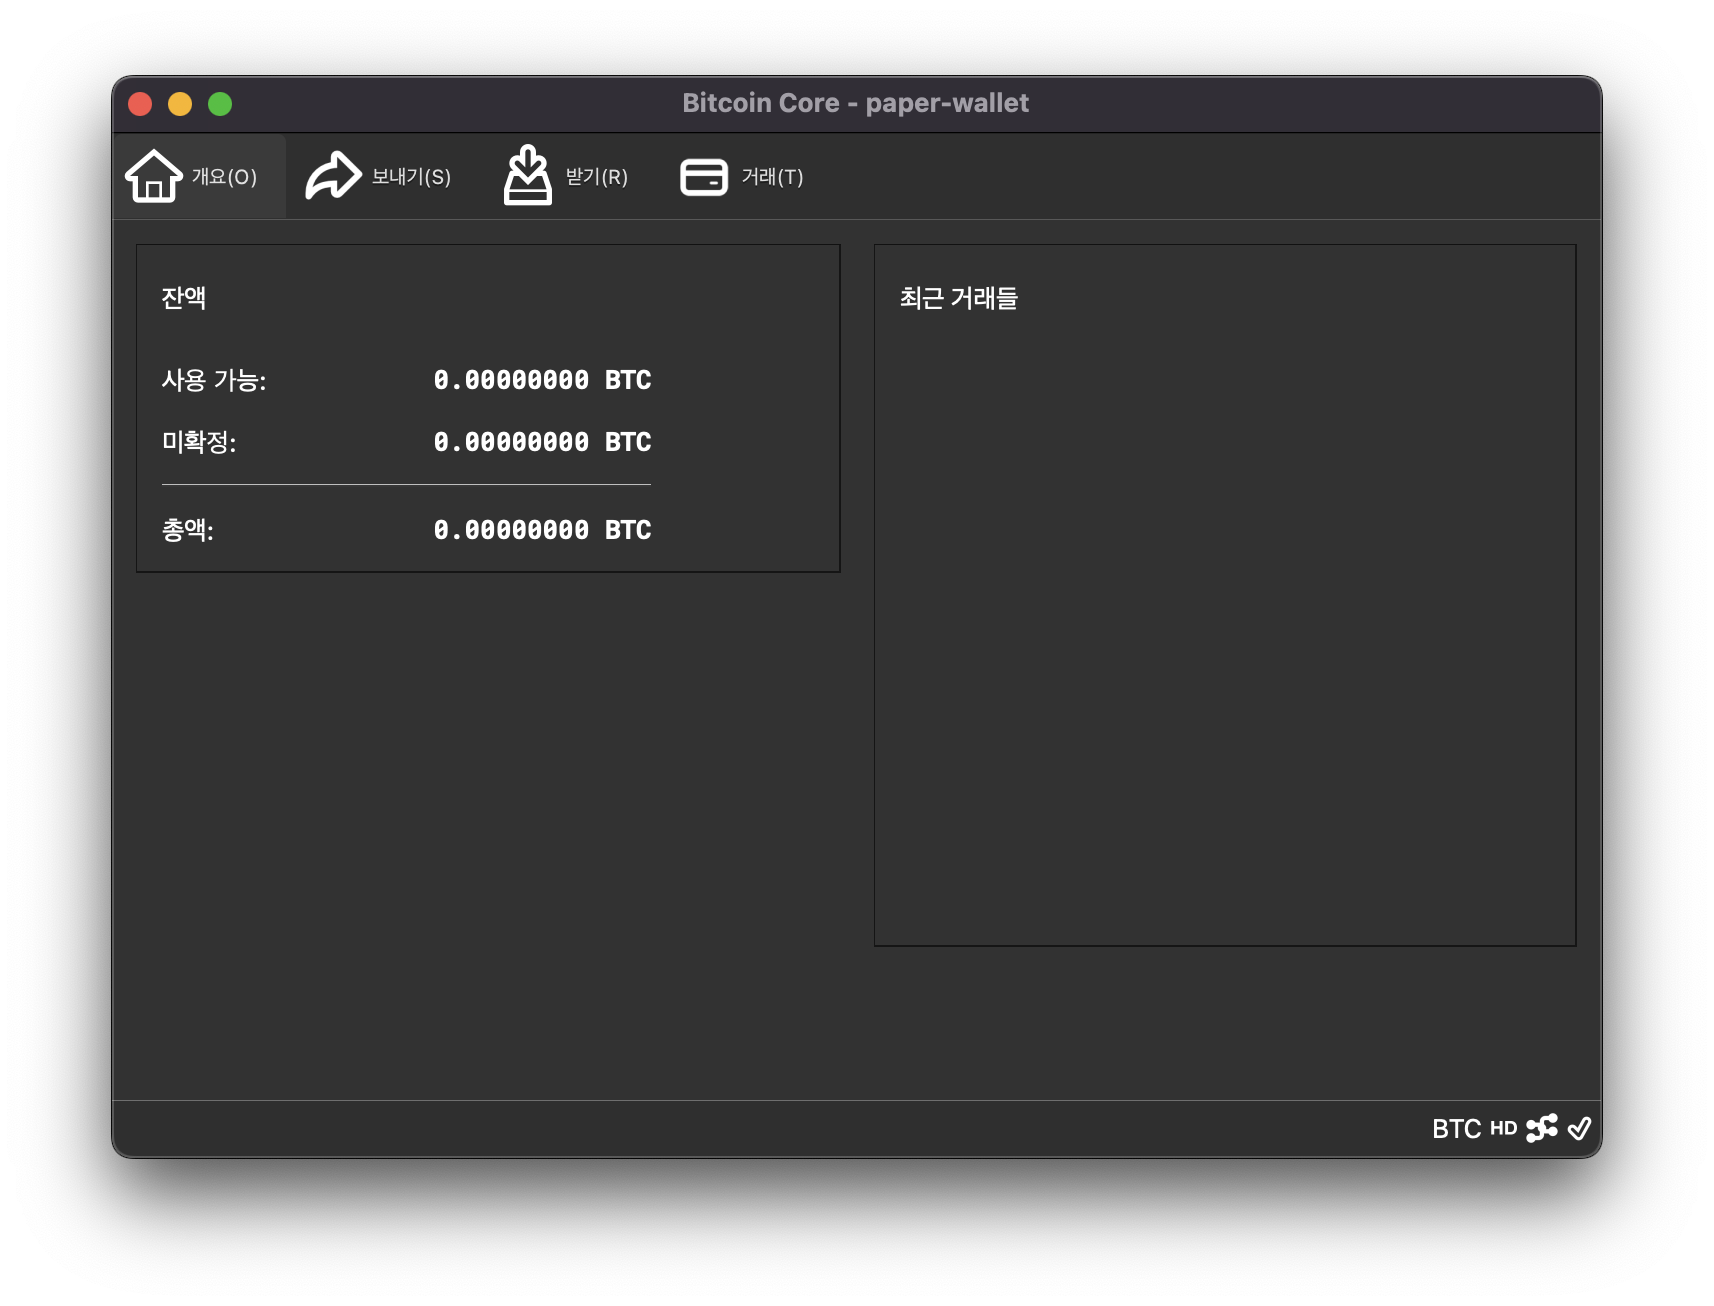 Bitcoin Core - paper-wallet
개요(O) 보내기(S) 받기(R) 거래(T)
잔액
사용 가능: 0.00000000 BTC
미확정: 0.00000000 BTC
총액: 0.00000000 BTC
최근 거래들
BTC HD